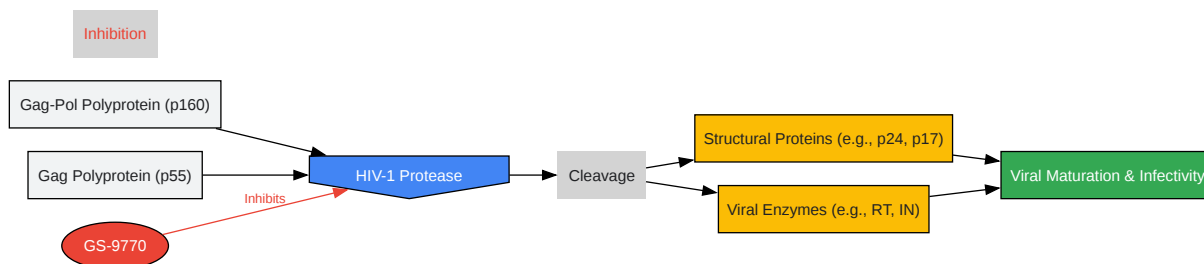 Inhibition
Gag-Pol Polyprotein (p160)
Gag Polyprotein (p55)
GS-9770
Inhibits
HIV-1 Protease
Cleavage
Structural Proteins (e.g., p24, p17)
Viral Enzymes (e.g., RT, IN)
Viral Maturation & Infectivity